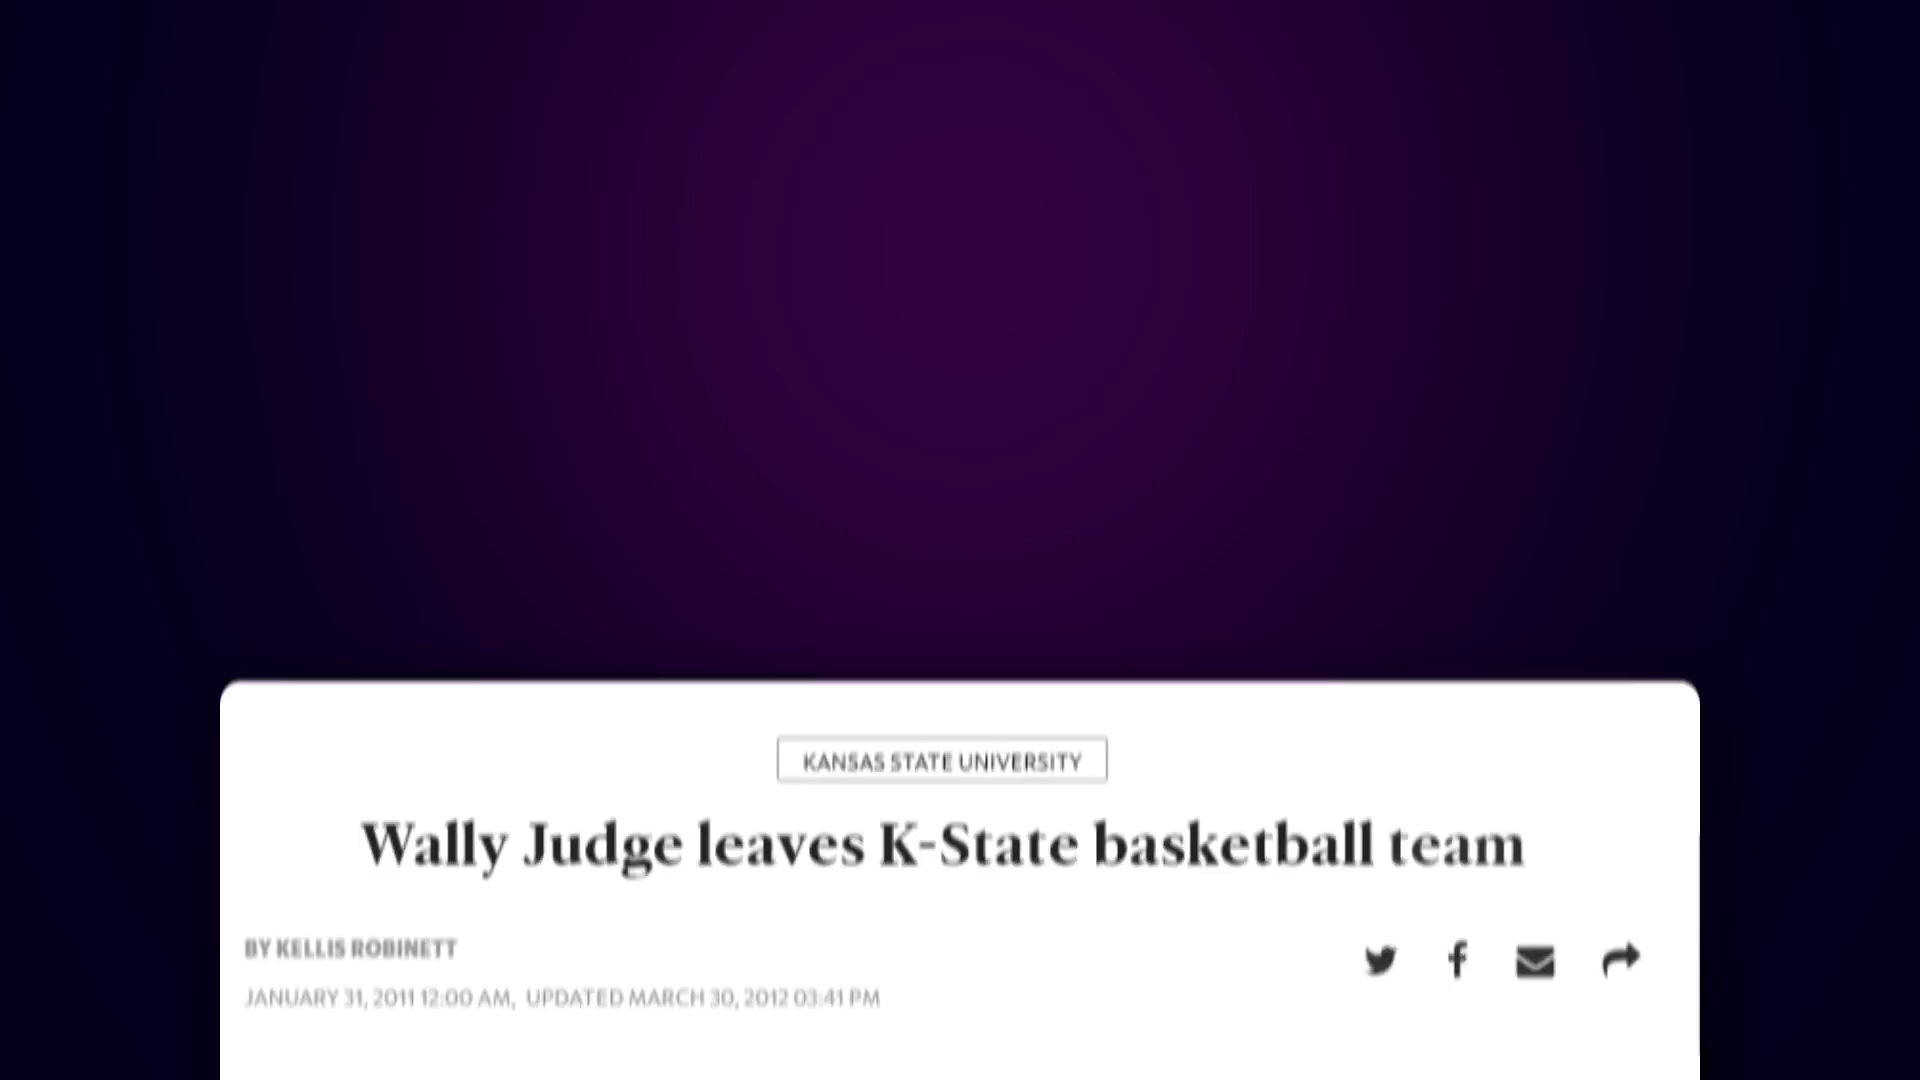 KANSAS STATE UNIVERSITY
Wally Judge leaves K-State basketball team
BY KELLIS ROBINETT
JANUARY 31, 2011 12:00 AM, UPDATED MARCH 30, 2012 03:41 PM